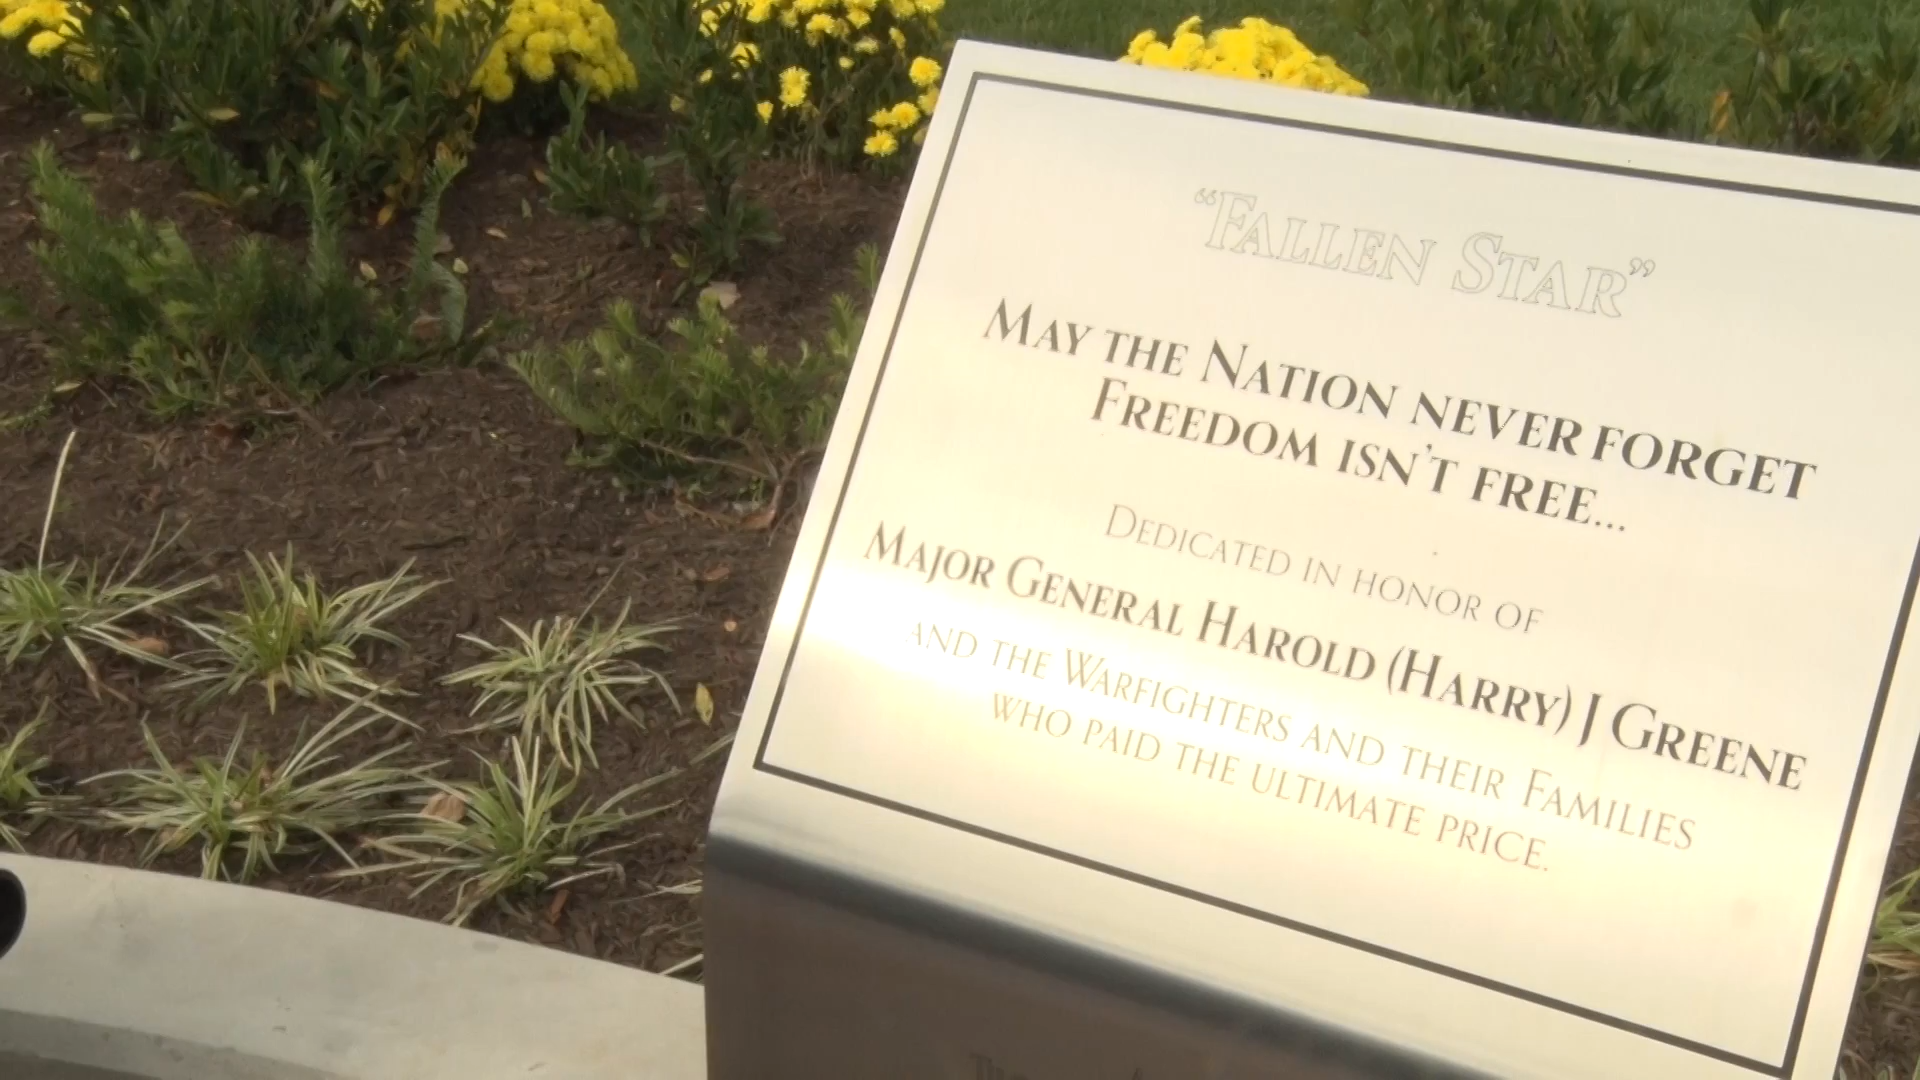 “Fallen Star”
May the Nation never forget
Freedom isn't free...
Dedicated in honor of
Major General Harold (Harry) J Greene
and the Warfighters and their Families
who paid the ultimate price.